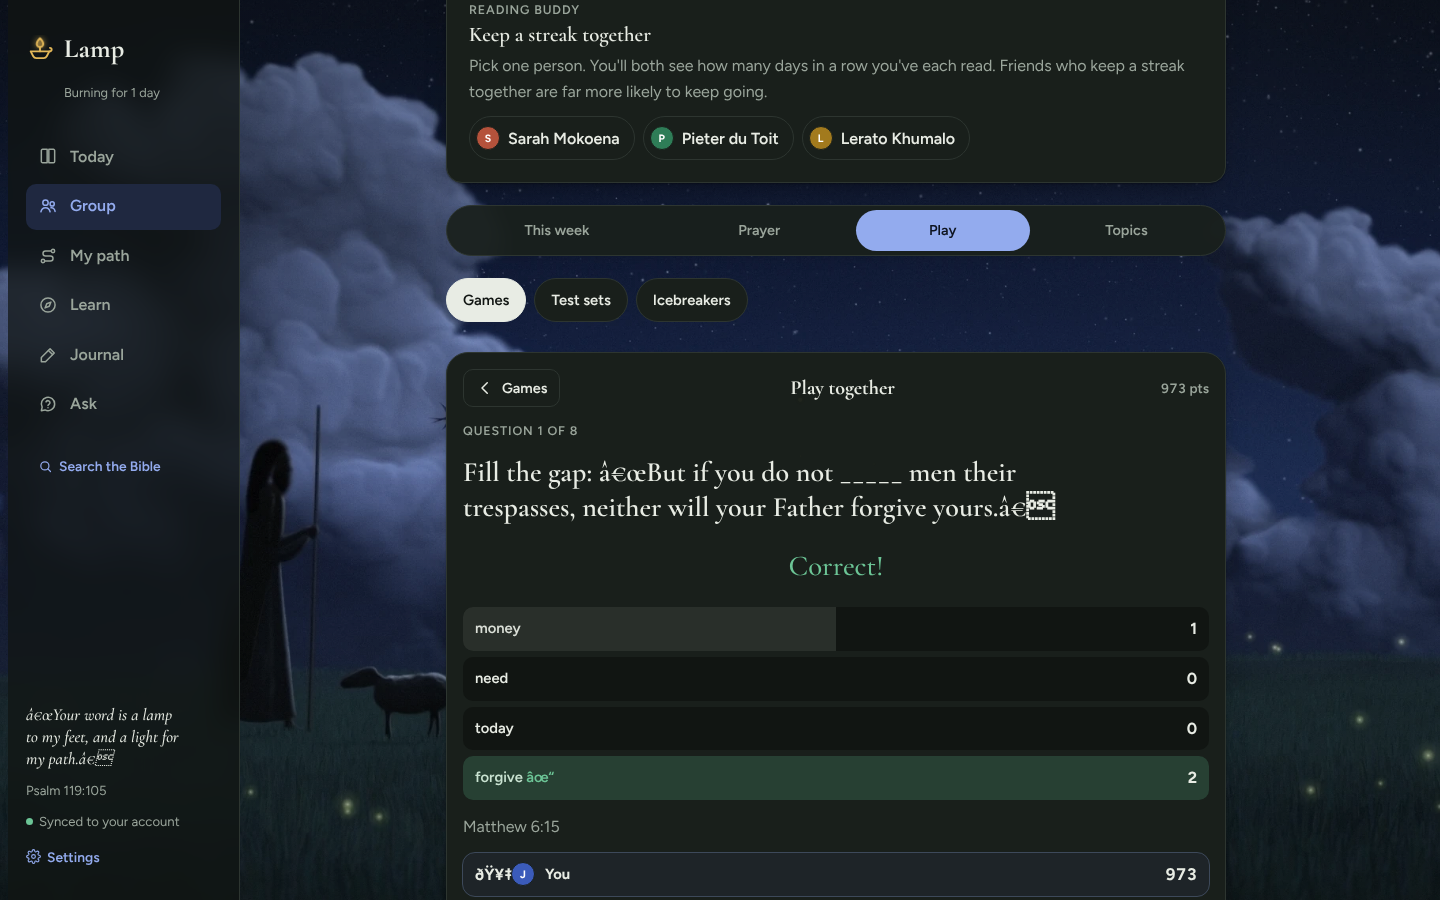 Lamp
Burning for 1 day
Today
Group
My path
Learn
Journal
Ask
Search the Bible
â€œYour word is a lamp
to my feet, and a light for
my path.â€
Psalm 119:105
Synced to your account
Settings
READING BUDDY
Keep a streak together
Pick one person. You'll both see how many days in a row you've each read. Friends who keep a streak
together are far more likely to keep going.
S Sarah Mokoena P Pieter du Toit L Lerato Khumalo
This week Prayer Play Topics
Games Test sets Icebreakers
Games Play together 973 pts
QUESTION 1 OF 8
Fill the gap: â€œBut if you do not _____ men their
trespasses, neither will your Father forgive yours.â€
Correct!
money 1
need 0
today 0
forgive âœ“ 2
Matthew 6:15
ðŸ¥‡ J You 973